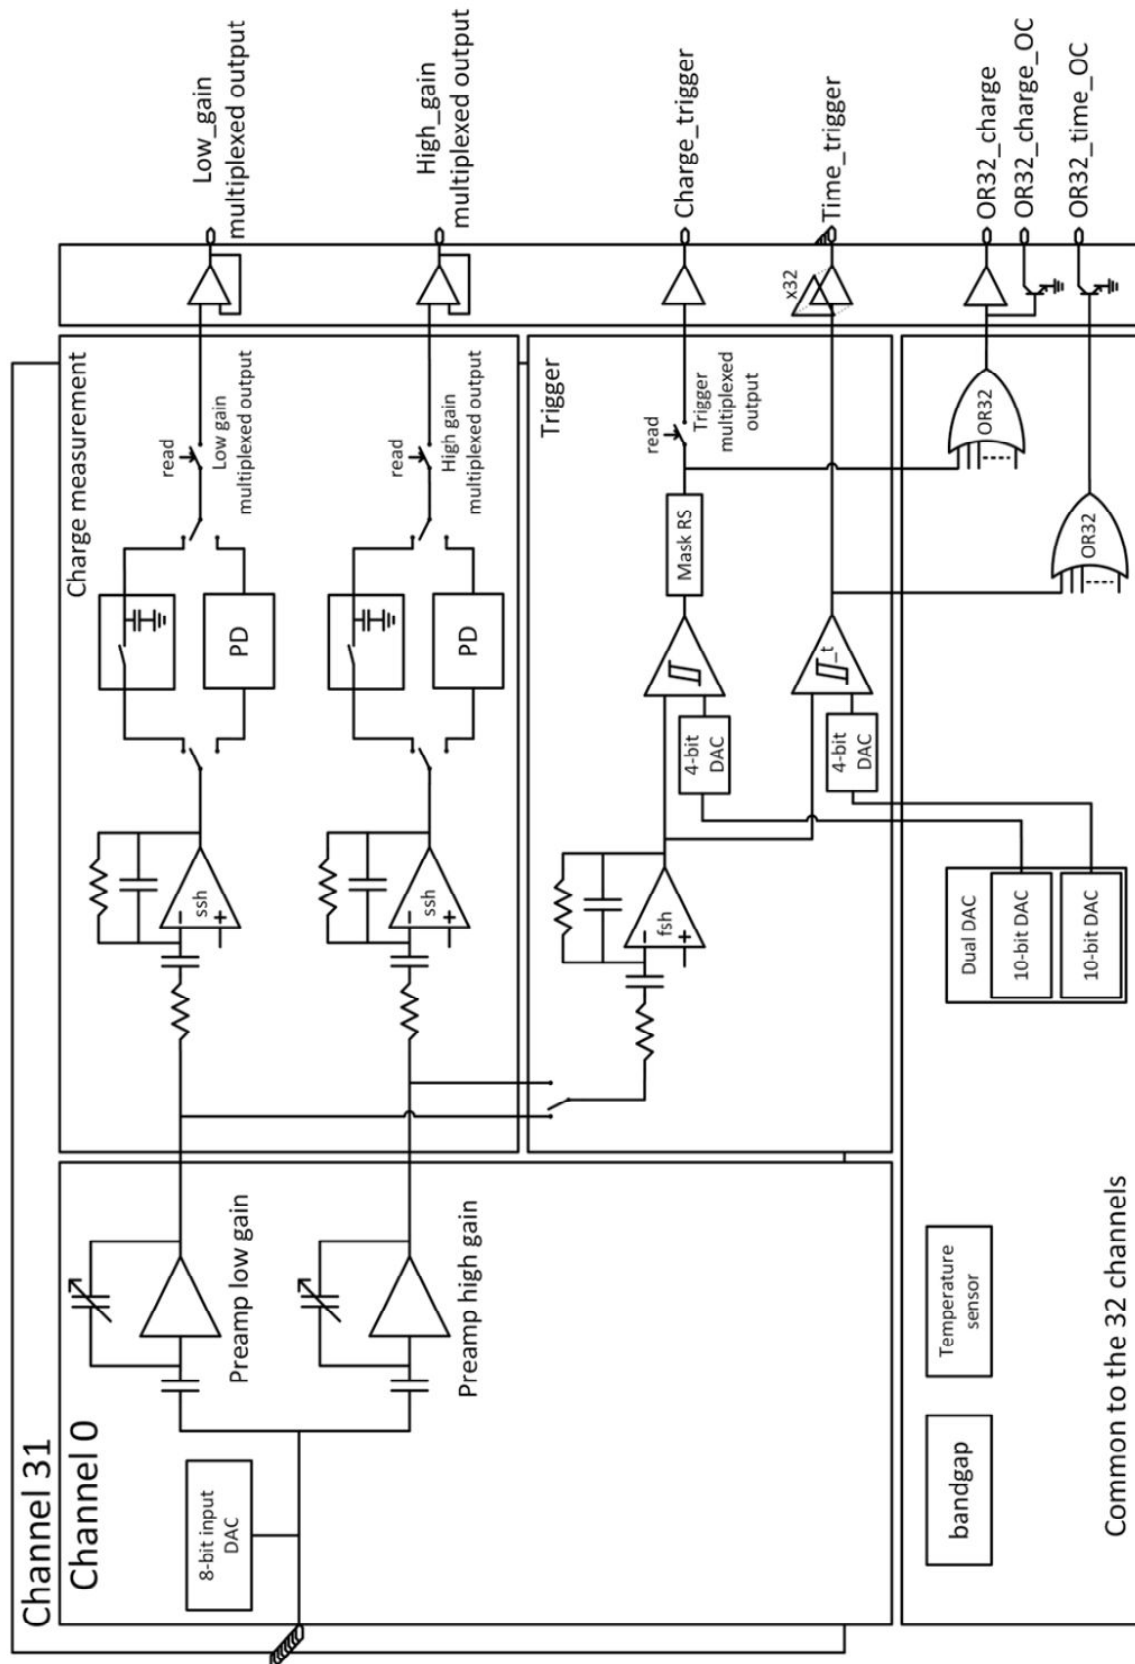 Channel 31
Channel 0
8-bit input
DAC
Preamp low gain
Preamp high gain
Charge measurement
ssh
ssh
PD
PD
read
Low gain
multiplexed output
read
High gain
multiplexed output
Low_gain
multiplexed output
High_gain
multiplexed output
Trigger
fsh
4-bit
DAC
4-bit
DAC
_t
Mask RS
read
Trigger
multiplexed
output
x32
Charge_trigger
Time_trigger
bandgap
Temperature
sensor
Dual DAC
10-bit DAC
10-bit DAC
OR32
OR32
OR32_charge
OR32_charge_OC
OR32_time_OC
Common to the 32 channels